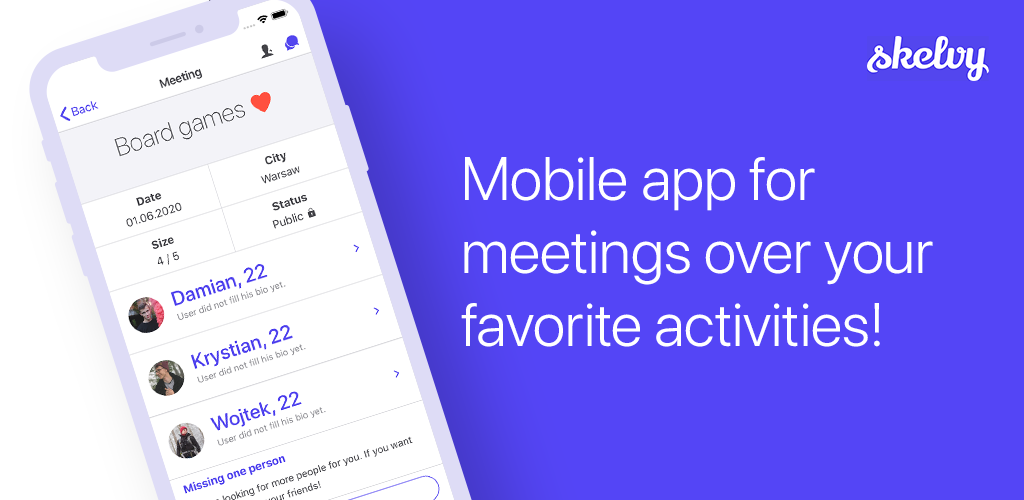 Meeting
Back
Board games ❤️
Date
01.06.2020
City
Warsaw
Size
4 / 5
Status
Public
Damian, 22
User did not fill his bio yet.
Krystian, 22
User did not fill his bio yet.
Wojtek, 22
User did not fill his bio yet.
Missing one person
looking for more people for you. If you want
your friends!
skelvy
Mobile app for
meetings over your
favorite activities!